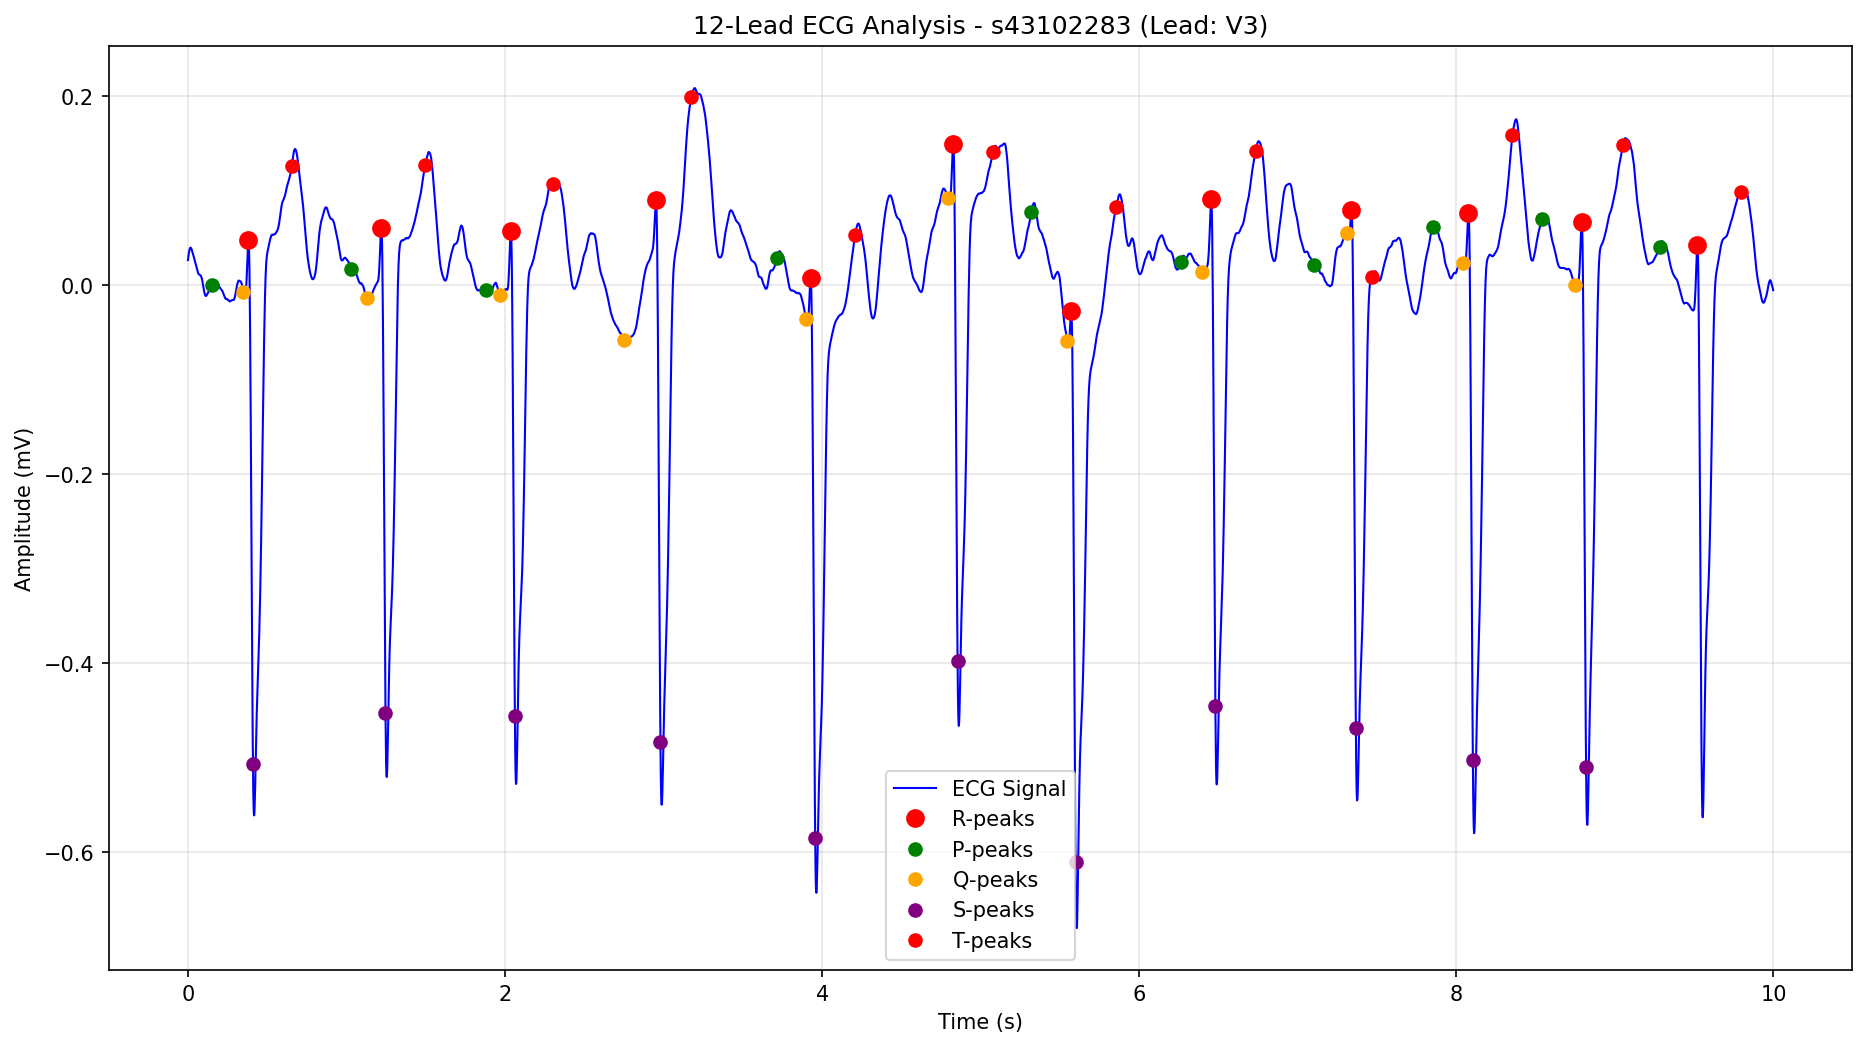 12-Lead ECG Analysis - s43102283 (Lead: V3)
Amplitude (mV)
0.2
0.0
−0.2
−0.4
−0.6
ECG Signal
R-peaks
P-peaks
Q-peaks
S-peaks
T-peaks
0 2 4 6 8 10
Time (s)